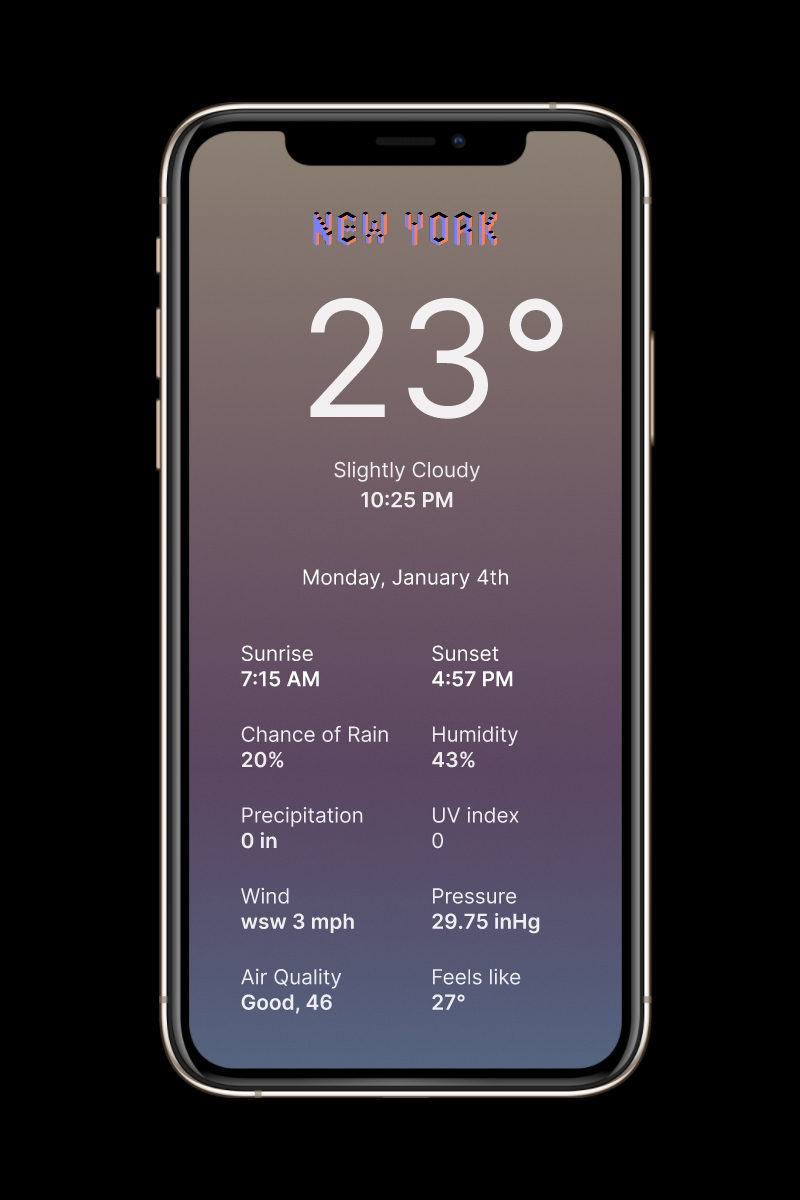 NEW YORK
23°
Slightly Cloudy
10:25 PM
Monday, January 4th
Sunrise
7:15 AM
Sunset
4:57 PM
Chance of Rain
20%
Humidity
43%
Precipitation
0 in
UV index
0
Wind
wsw 3 mph
Pressure
29.75 inHg
Air Quality
Good, 46
Feels like
27°